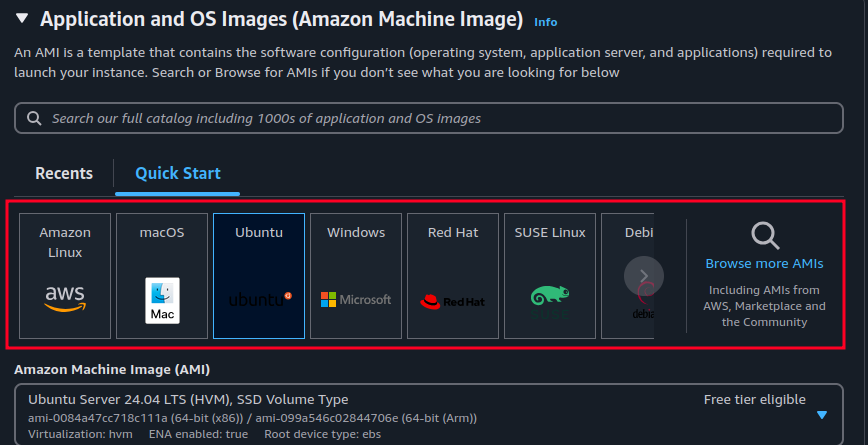 Application and OS Images (Amazon Machine Image) Info
An AMI is a template that contains the software configuration (operating system, application server, and applications) required to
launch your instance. Search or Browse for AMIs if you don't see what you are looking for below
Search our full catalog including 1000s of application and OS images
Recents
Quick Start
Amazon
Linux
aws
macOS
Mac
Ubuntu
ubuntu
Windows
Microsoft
Red Hat
Red Hat
SUSE Linux
Debi
debia
Browse more AMIs
Including AMIs from
AWS, Marketplace and
the Community
Amazon Machine Image (AMI)
Ubuntu Server 24.04 LTS (HVM), SSD Volume Type
Free tier eligible
ami-0084a47cc718c111a (64-bit (x86)) / ami-099a546c02844706e (64-bit (Arm))
Virtualization: hvm ENA enabled: true Root device type: ebs